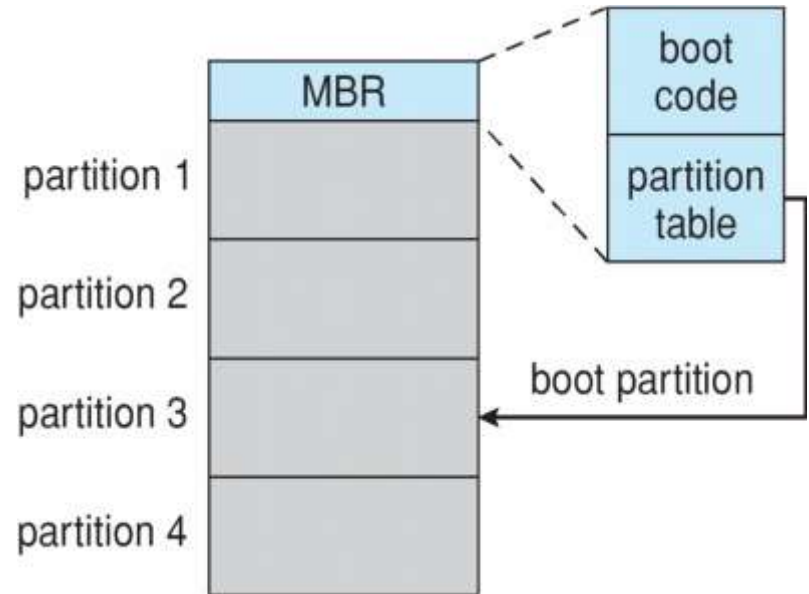 MBR
boot
code
partition
table
partition 1
partition 2
boot partition
partition 3
partition 4